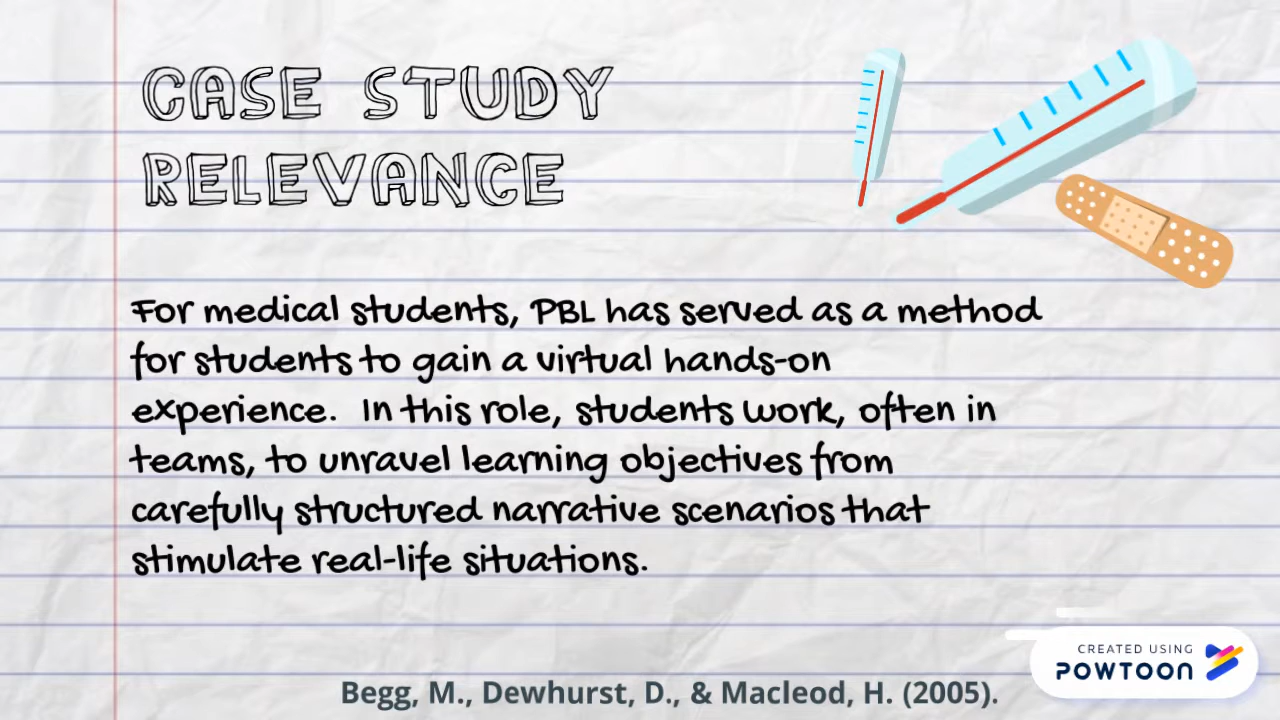 CASE STUDY
RELEVANCE
For medical students, PBL has served as a method
for students to gain a virtual hands-on
experience. In this role, students work, often in
teams, to unravel learning objectives from
carefully structured narrative scenarios that
stimulate real-life situations.
CREATED USING
POWTOON
Begg, M., Dewhurst, D., & Macleod, H. (2005).